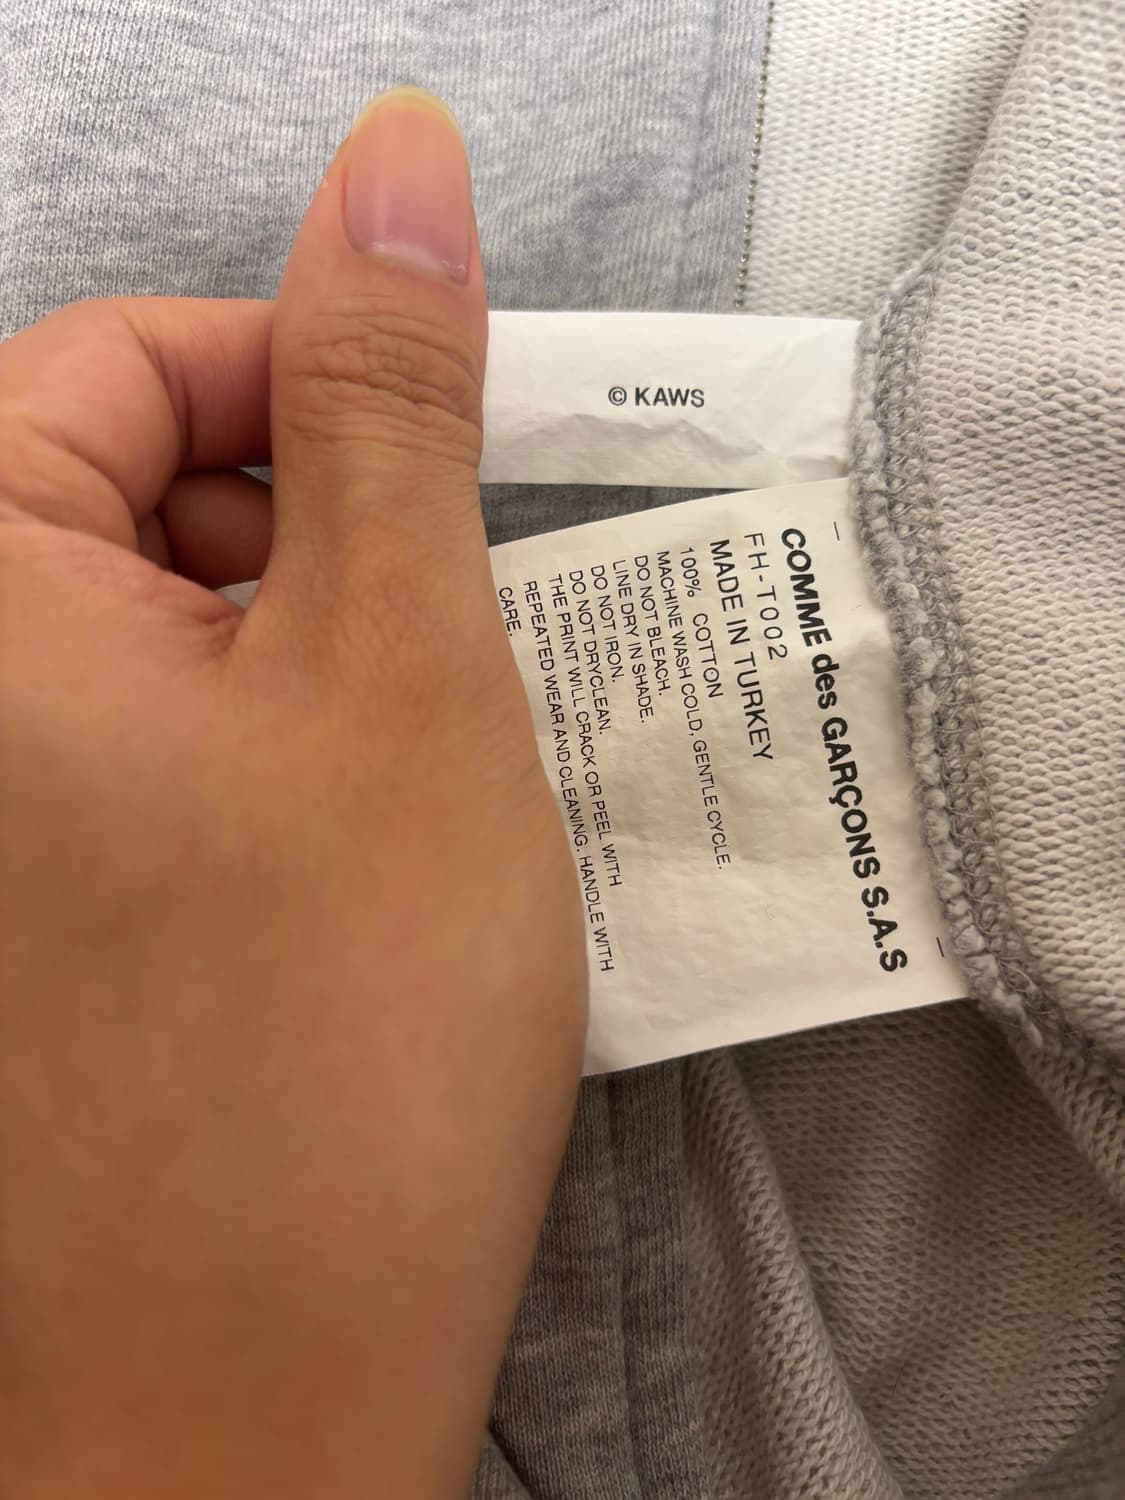 © KAWS
COMME des GARÇONS S.A.S
FH-T002
MADE IN TURKEY
100% COTTON
MACHINE WASH COLD, GENTLE CYCLE.
DO NOT BLEACH.
LINE DRY IN SHADE.
DO NOT IRON.
DO NOT DRYCLEAN.
THE PRINT WILL CRACK OR PEEL WITH
REPEATED WEAR AND CLEANING. HANDLE WITH
CARE.